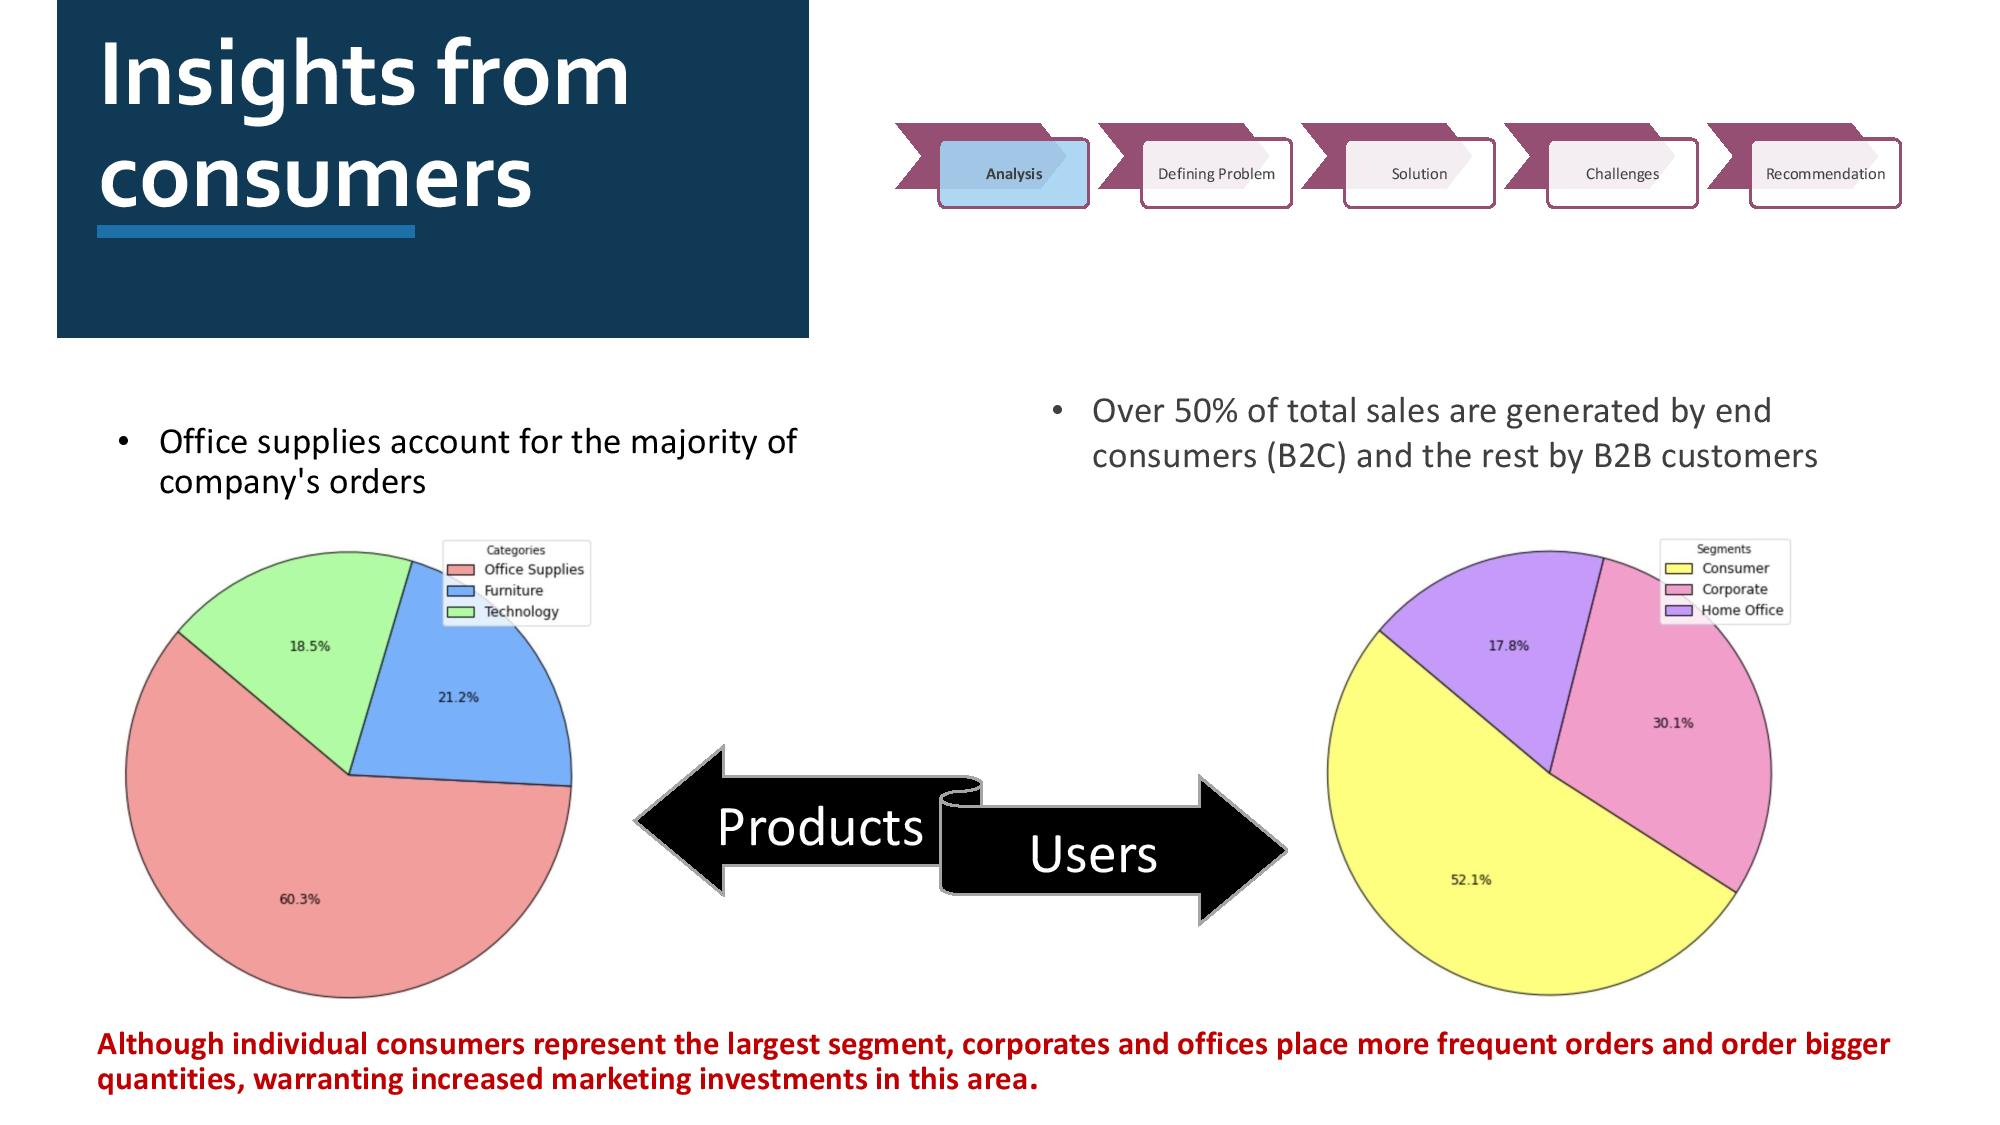 Insights from
consumers
Analysis
Defining Problem
Solution
Challenges
Recommendation
• Office supplies account for the majority of
company's orders
• Over 50% of total sales are generated by end
consumers (B2C) and the rest by B2B customers
Categories
Office Supplies
Furniture
Technology
18.5%
21.2%
60.3%
Products
Users
Segments
Consumer
Corporate
Home Office
17.8%
30.1%
52.1%
Although individual consumers represent the largest segment, corporates and offices place more frequent orders and order bigger
quantities, warranting increased marketing investments in this area.